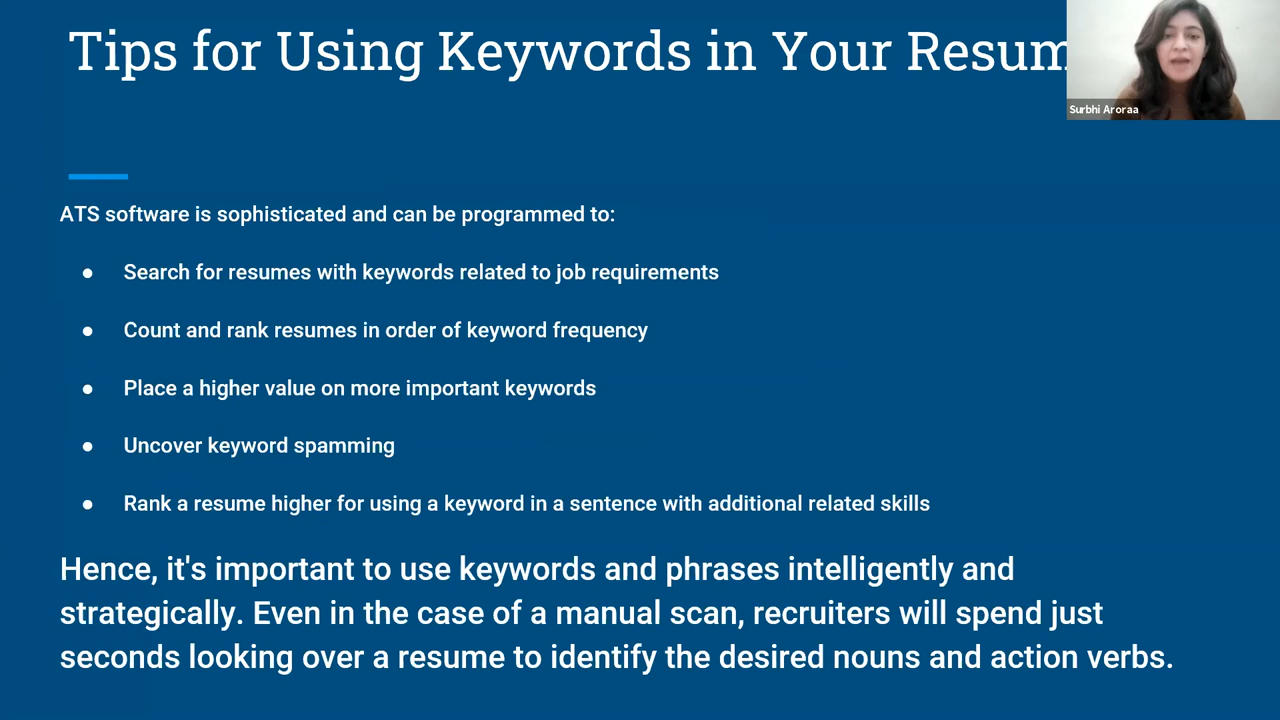 Tips for Using Keywords in Your Resum
Surbhi Aroraa
ATS software is sophisticated and can be programmed to:
● Search for resumes with keywords related to job requirements
● Count and rank resumes in order of keyword frequency
● Place a higher value on more important keywords
● Uncover keyword spamming
● Rank a resume higher for using a keyword in a sentence with additional related skills
Hence, it's important to use keywords and phrases intelligently and
strategically. Even in the case of a manual scan, recruiters will spend just
seconds looking over a resume to identify the desired nouns and action verbs.